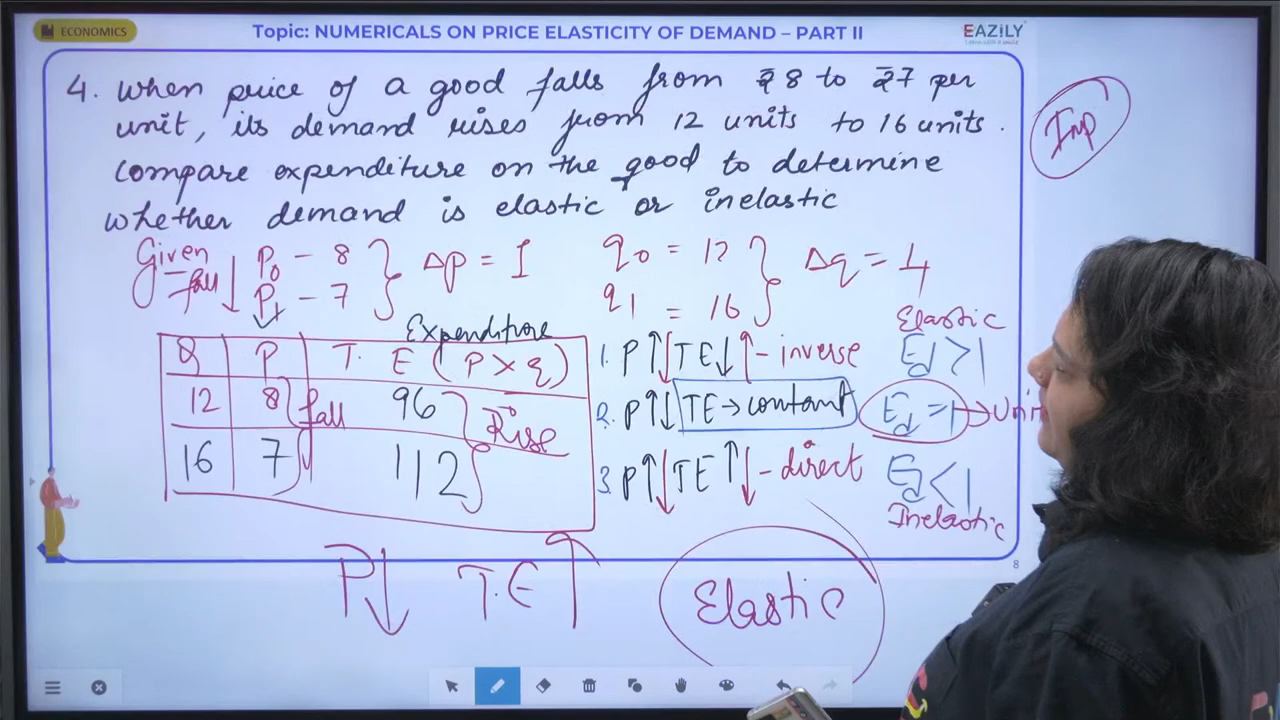 ECONOMICS
Topic: NUMERICALS ON PRICE ELASTICITY OF DEMAND – PART II
EAZILY
4. When price of a good falls from ₹8 to ₹7 per
unit, its demand rises from 12 units to 16 units.
Compare expenditure on the good to determine
whether demand is elastic or inelastic
Imp
Given
fall ↓ P0 – 8
P1 – 7
Δp = 1
q0 = 12
q1 = 16
Δq = 4
Expenditure
Q P T. E (P × q)
12 8 96
fall Rise
16 7 112
Elastic
1. P↑↓ TE↓↑ – inverse Ed >1
2. P↑↓ TE → contant Ed = 1 → Unit
3. P↑↓ TE ↑↓ – direct Ed <1
Inelastic
P↓ T.E↑ Elastic
8